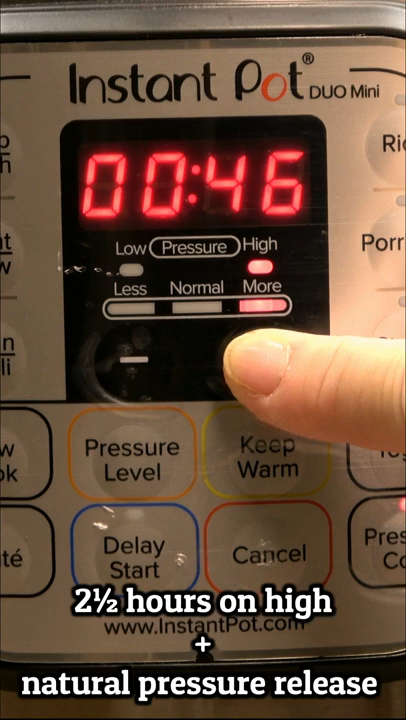 Instant Pot® DUO Mini
00:46
Low Pressure High
Less Normal More
−
Pressure Level
Keep Warm
Delay Start
Cancel
2½ hours on high
www.InstantPot.com
+
natural pressure release